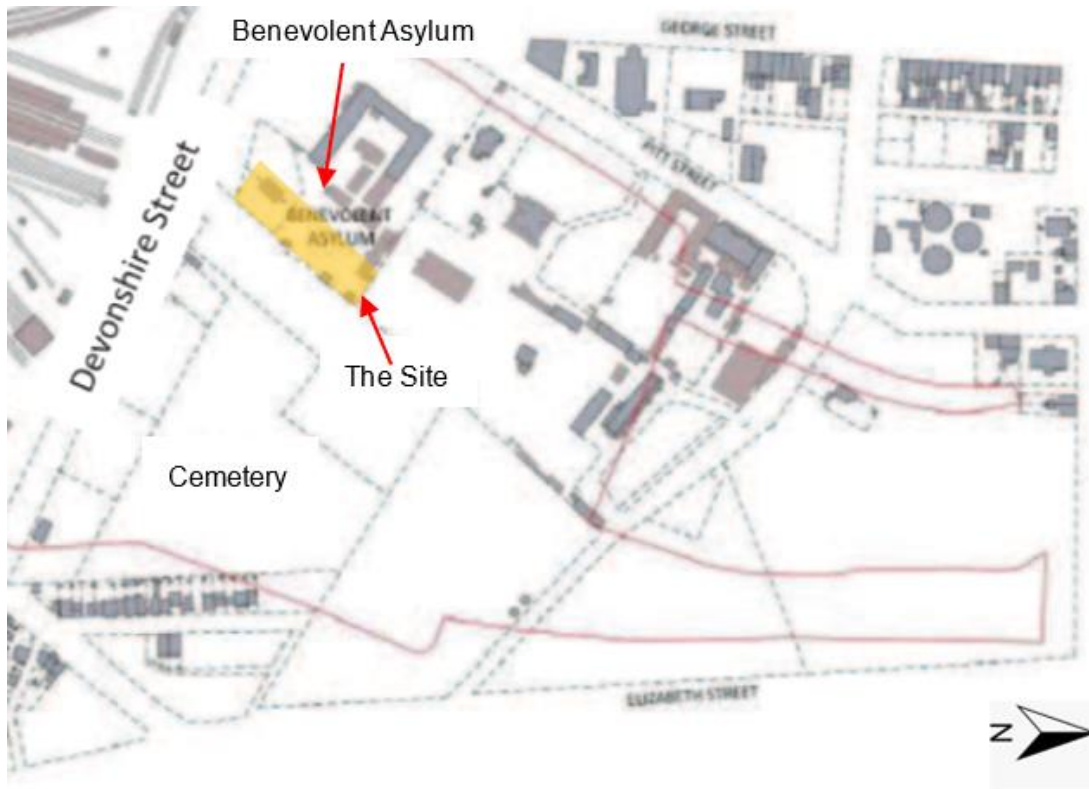 Benevolent Asylum
GEORGE STREET
PITT STREET
BENEVOLENT
ASYLUM
Devonshire Street
The Site
Cemetery
ELIZABETH STREET
N